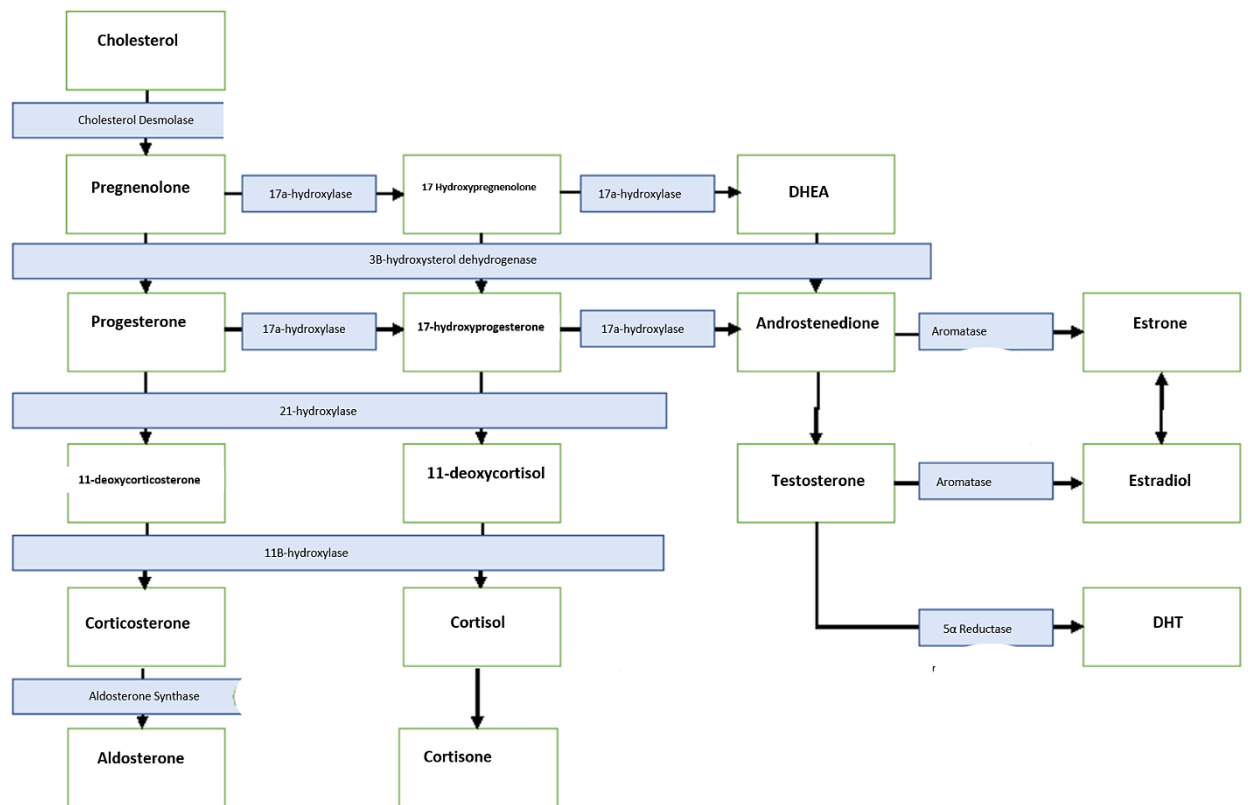 Cholesterol
Cholesterol Desmolase
Pregnenolone
17a-hydroxylase
17 Hydroxypregnenolone
17a-hydroxylase
DHEA
3B-hydroxysterol dehydrogenase
Progesterone
17a-hydroxylase
17-hydroxyprogesterone
17a-hydroxylase
Androstenedione
Aromatase
Estrone
21-hydroxylase
11-deoxycorticosterone
11-deoxycortisol
Testosterone
Aromatase
Estradiol
11B-hydroxylase
Corticosterone
Cortisol
5α Reductase
DHT
r
Aldosterone Synthase
Aldosterone
Cortisone